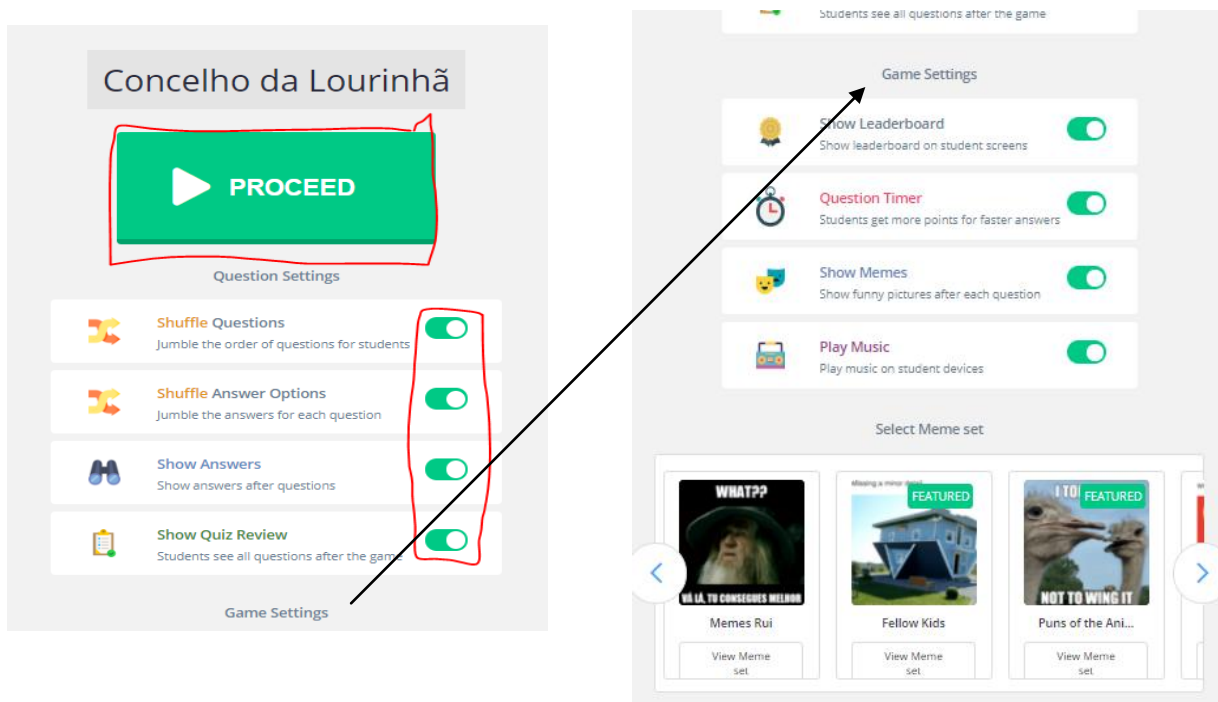 Concelho da Lourinhã
PROCEED
Question Settings
Shuffle Questions
Jumble the order of questions for students
Shuffle Answer Options
Jumble the answers for each question
Show Answers
Show answers after questions
Show Quiz Review
Students see all questions after the game
Game Settings
Students see all questions after the game
Game Settings
Show Leaderboard
Show leaderboard on student screens
Question Timer
Students get more points for faster answers
Show Memes
Show funny pictures after each question
Play Music
Play music on student devices
Select Meme set
WHAT??
VÁ LÁ, TU CONSEGUES MELHOR
Memes Rui
View Meme
set
Missing a minor detail
FEATURED
Fellow Kids
View Meme
set
I TO
FEATURED
NOT TO WING IT
Puns of the Ani...
View Meme
set